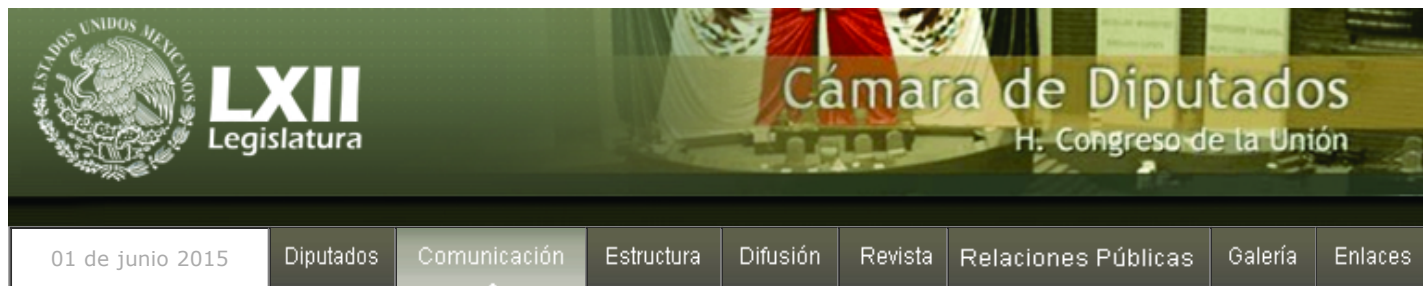 ESTADOS UNIDOS MEXICANOS
LXII
Legislatura
Cámara de Diputados
H. Congreso de la Unión
01 de junio 2015
Diputados
Comunicación
Estructura
Difusión
Revista
Relaciones Públicas
Galería
Enlaces